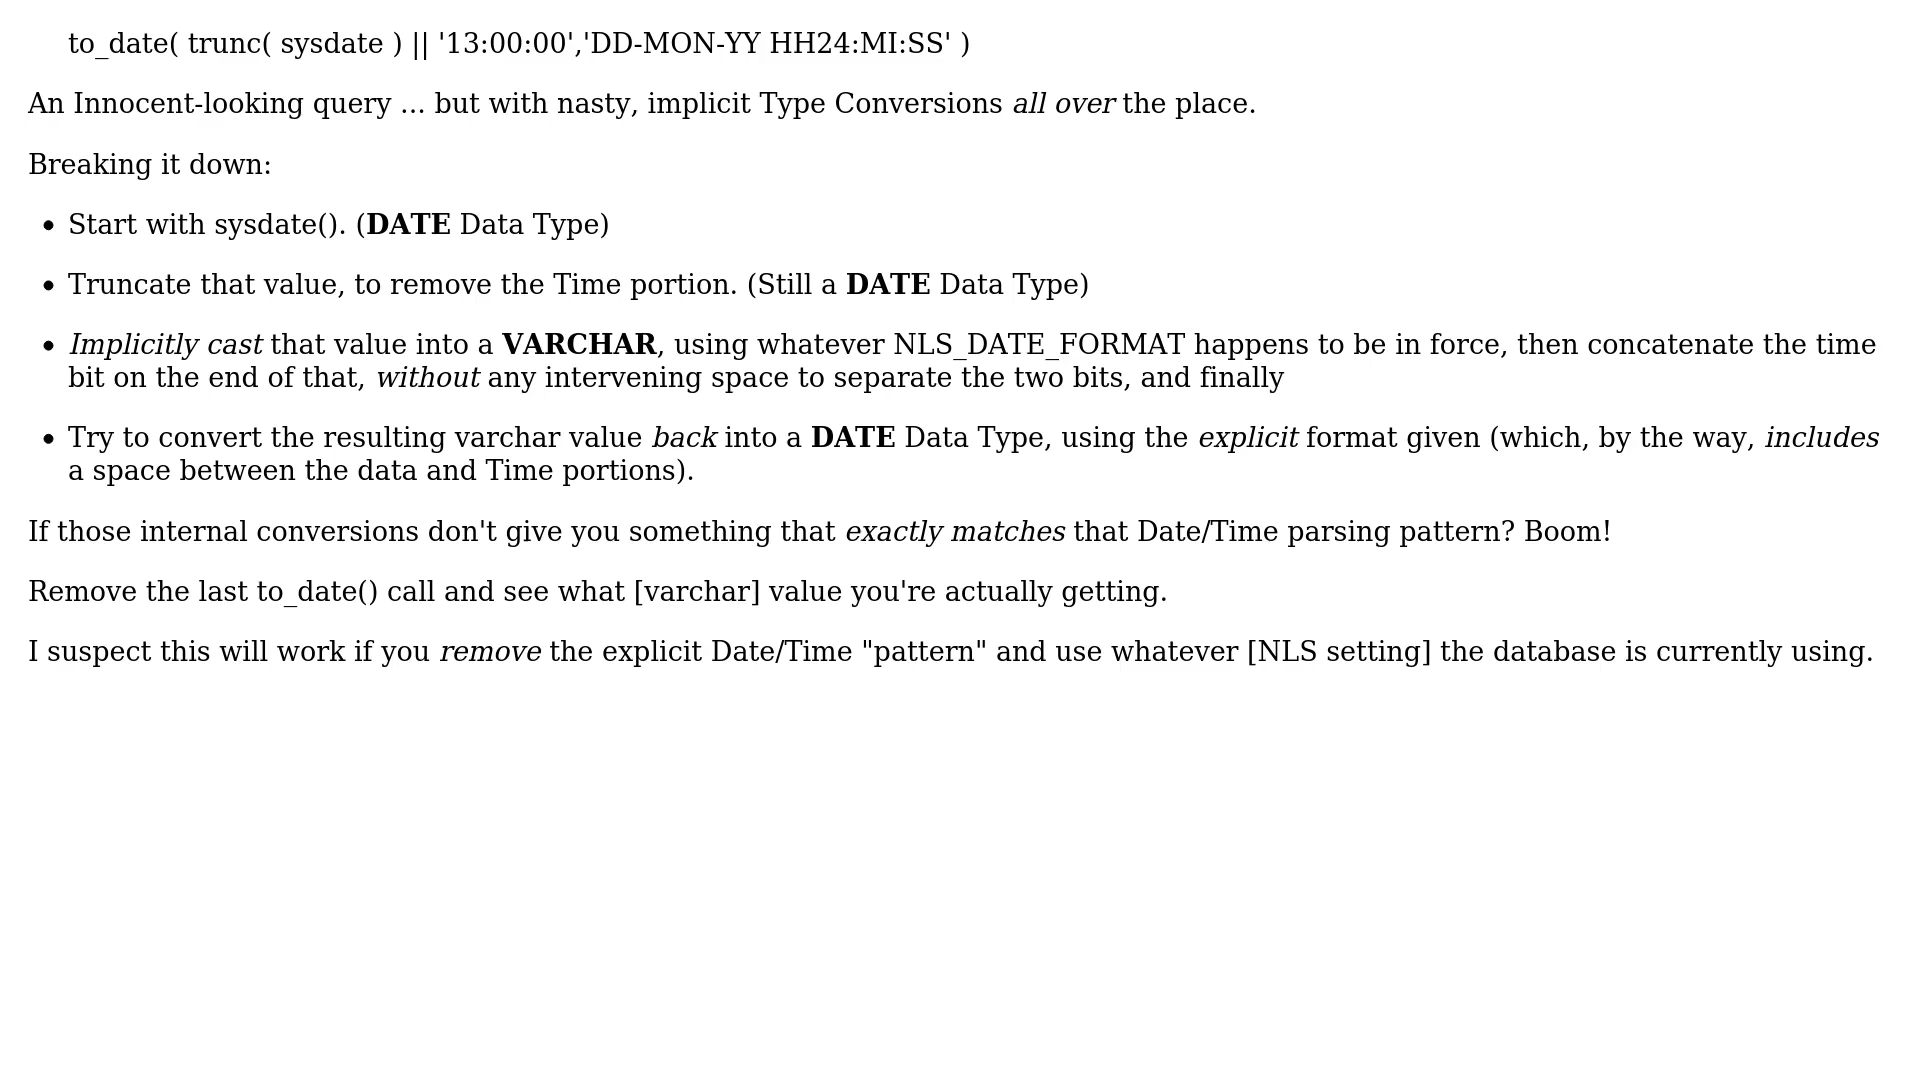 to_date( trunc( sysdate ) || '13:00:00','DD-MON-YY HH24:MI:SS' )
An Innocent-looking query ... but with nasty, implicit Type Conversions all over the place.
Breaking it down:
• Start with sysdate(). (DATE Data Type)
• Truncate that value, to remove the Time portion. (Still a DATE Data Type)
• Implicitly cast that value into a VARCHAR, using whatever NLS_DATE_FORMAT happens to be in force, then concatenate the time
bit on the end of that, without any intervening space to separate the two bits, and finally
• Try to convert the resulting varchar value back into a DATE Data Type, using the explicit format given (which, by the way, includes
a space between the data and Time portions).
If those internal conversions don't give you something that exactly matches that Date/Time parsing pattern? Boom!
Remove the last to_date() call and see what [varchar] value you're actually getting.
I suspect this will work if you remove the explicit Date/Time "pattern" and use whatever [NLS setting] the database is currently using.